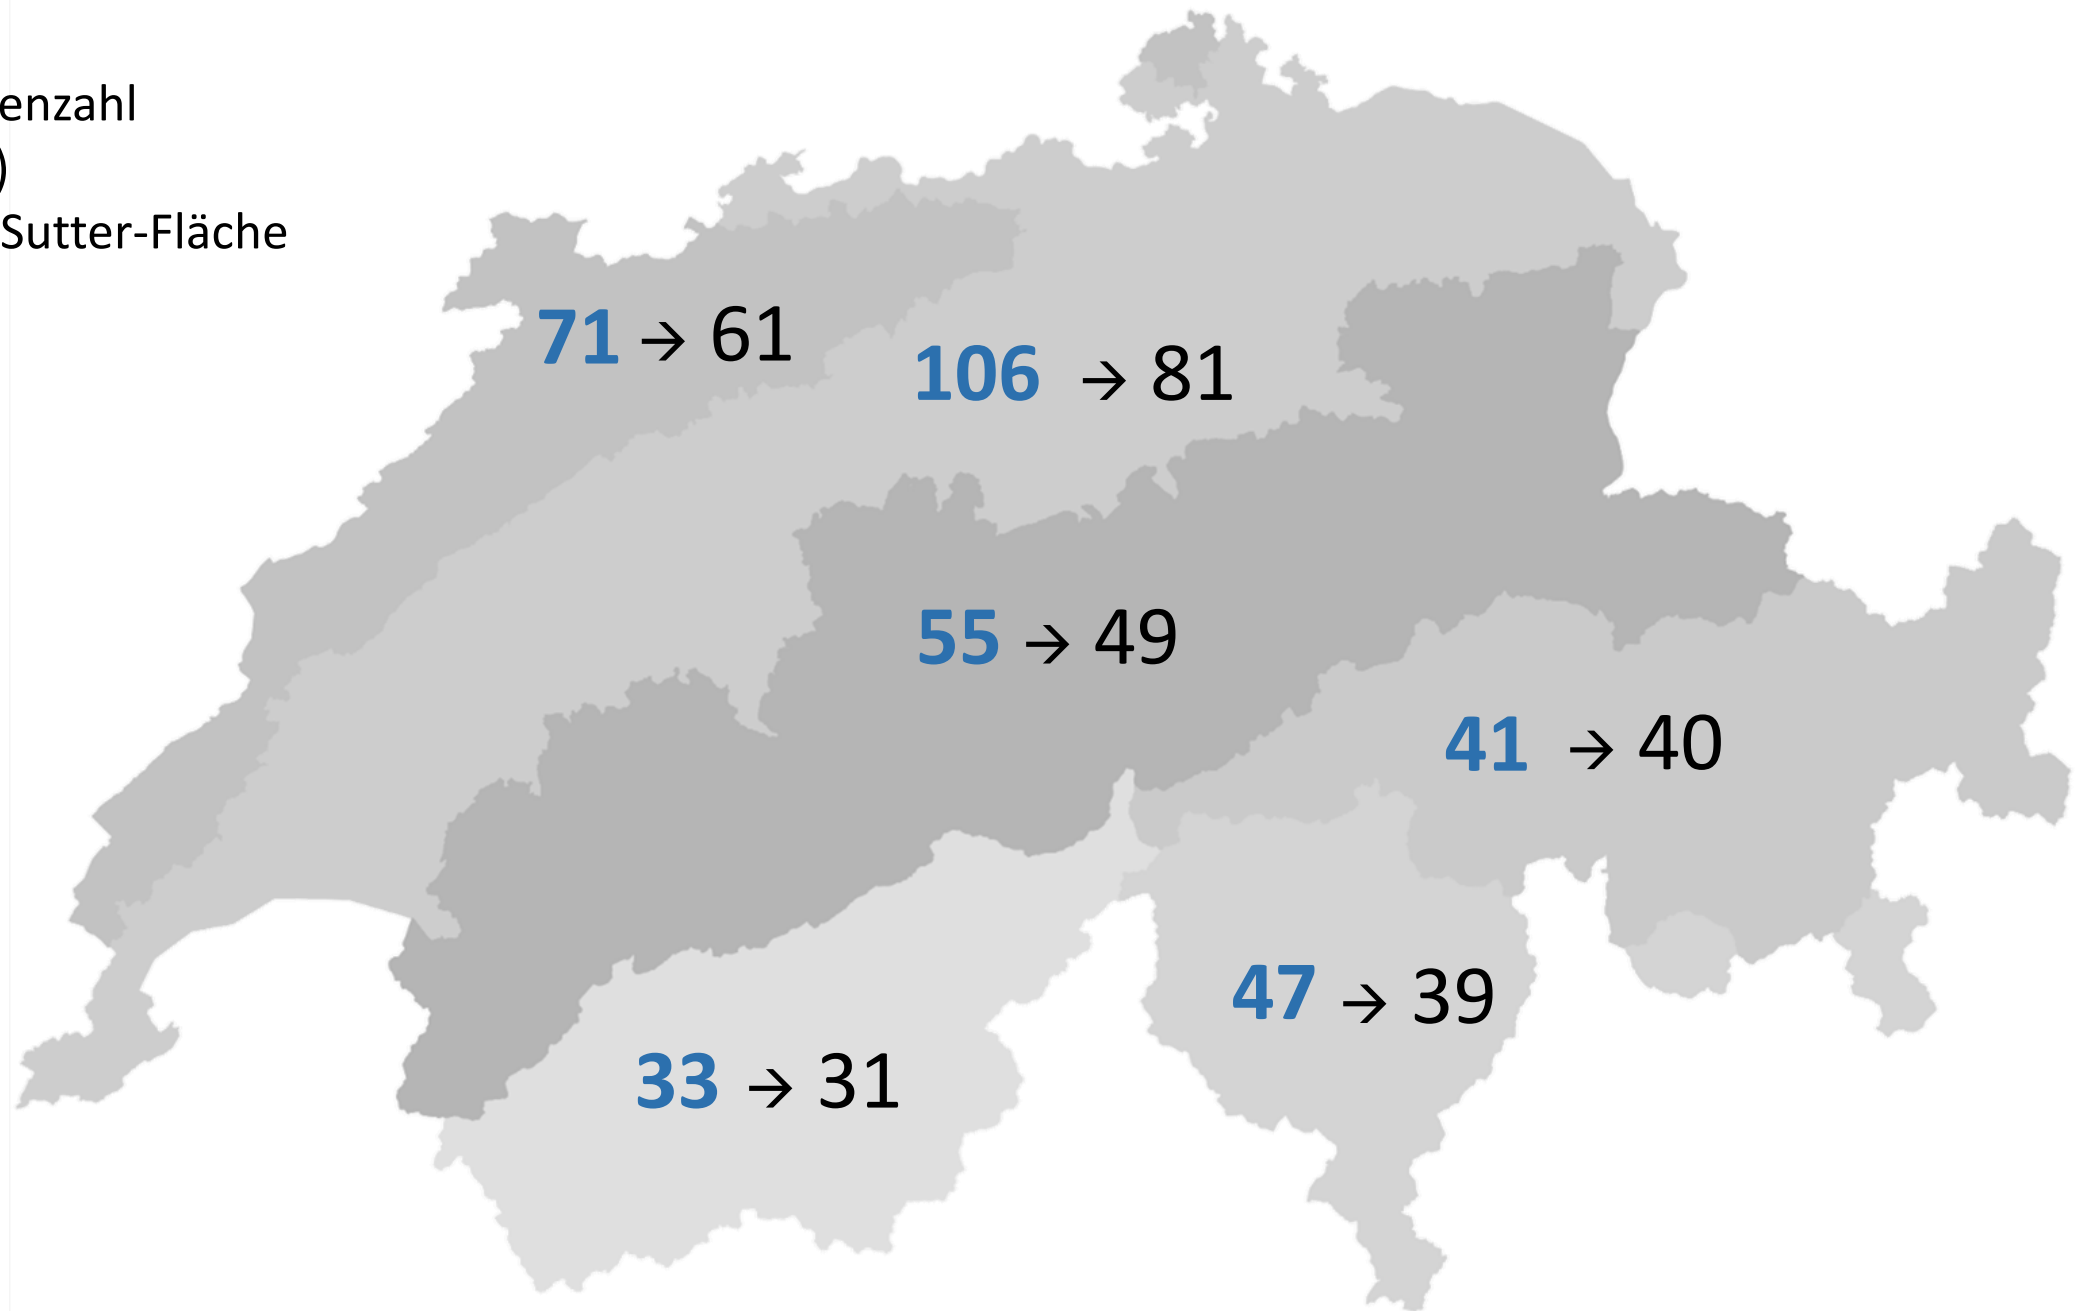 enzahl
)
Sutter-Fläche
71 → 61
106 → 81
55 → 49
41 → 40
47 → 39
33 → 31